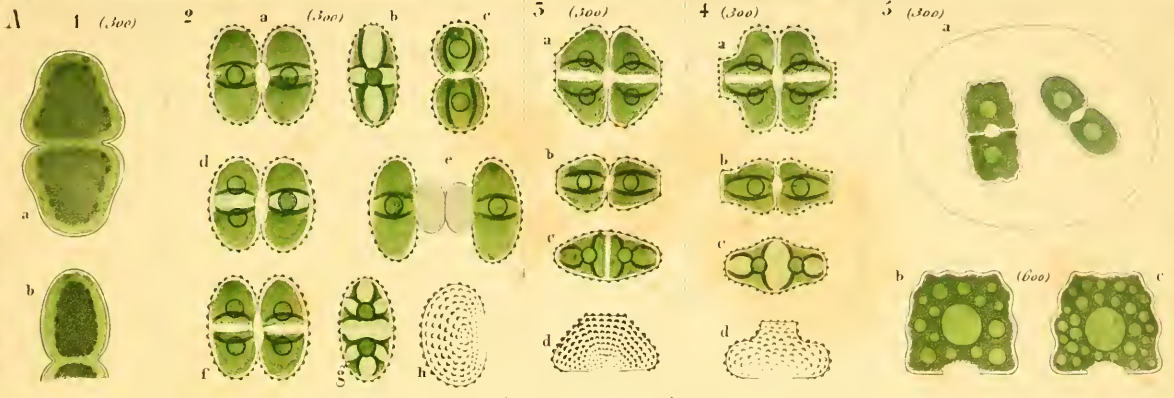 A 1 (300) 2 (300) 3 (300) 4 (300) 5 (300)
a b c a a a
a d e b b
c c
b b (600) c
f g h d d